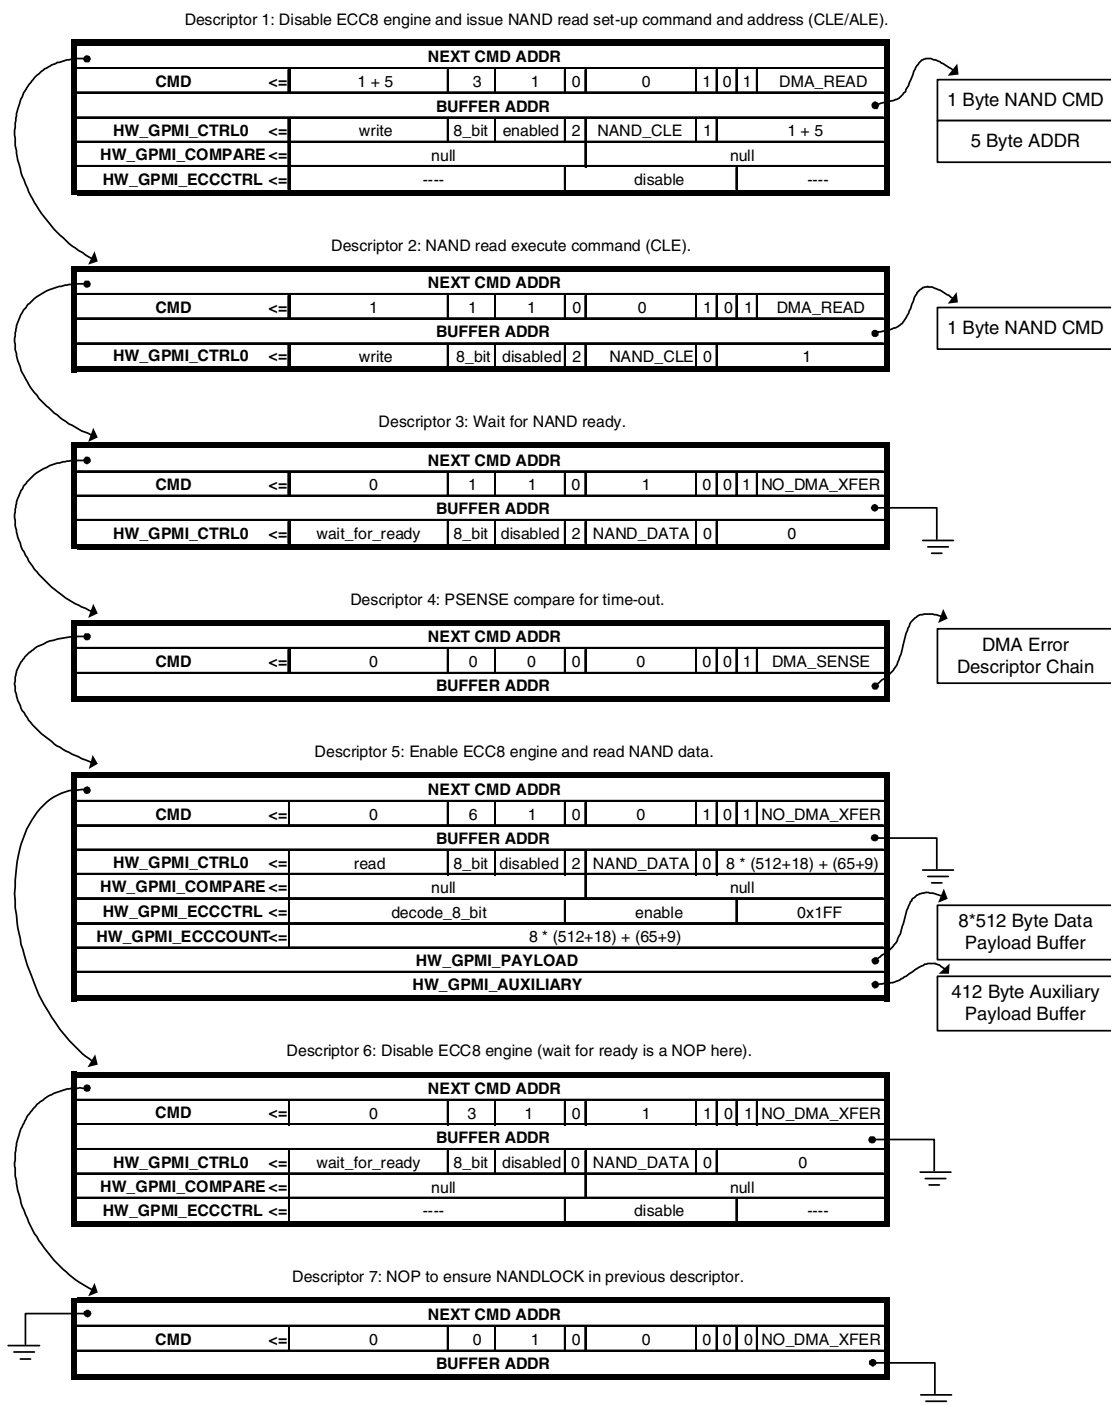 Descriptor 1: Disable ECC8 engine and issue NAND read set-up command and address (CLE/ALE).
NEXT CMD ADDR
CMD <= 1 + 5 3 1 0 0 1 0 1 DMA_READ
BUFFER ADDR
HW_GPMI_CTRL0 <= write 8_bit enabled 2 NAND_CLE 1 1 + 5
HW_GPMI_COMPARE <= null null
HW_GPMI_ECCCTRL <= ---- disable ----
1 Byte NAND CMD
5 Byte ADDR
Descriptor 2: NAND read execute command (CLE).
NEXT CMD ADDR
CMD <= 1 1 1 0 0 1 0 1 DMA_READ
BUFFER ADDR
HW_GPMI_CTRL0 <= write 8_bit disabled 2 NAND_CLE 0 1
1 Byte NAND CMD
Descriptor 3: Wait for NAND ready.
NEXT CMD ADDR
CMD <= 0 1 1 0 1 0 0 1 NO_DMA_XFER
BUFFER ADDR
HW_GPMI_CTRL0 <= wait_for_ready 8_bit disabled 2 NAND_DATA 0 0
Descriptor 4: PSENSE compare for time-out.
NEXT CMD ADDR
CMD <= 0 0 0 0 0 0 0 1 DMA_SENSE
BUFFER ADDR
DMA Error
Descriptor Chain
Descriptor 5: Enable ECC8 engine and read NAND data.
NEXT CMD ADDR
CMD <= 0 6 1 0 0 1 0 1 NO_DMA_XFER
BUFFER ADDR
HW_GPMI_CTRL0 <= read 8_bit disabled 2 NAND_DATA 0 8 * (512+18) + (65+9)
HW_GPMI_COMPARE <= null null
HW_GPMI_ECCCTRL <= decode_8_bit enable 0x1FF
HW_GPMI_ECCCOUNT<= 8 * (512+18) + (65+9)
HW_GPMI_PAYLOAD
HW_GPMI_AUXILIARY
8*512 Byte Data
Payload Buffer
412 Byte Auxiliary
Payload Buffer
Descriptor 6: Disable ECC8 engine (wait for ready is a NOP here).
NEXT CMD ADDR
CMD <= 0 3 1 0 1 1 0 1 NO_DMA_XFER
BUFFER ADDR
HW_GPMI_CTRL0 <= wait_for_ready 8_bit disabled 0 NAND_DATA 0 0
HW_GPMI_COMPARE <= null null
HW_GPMI_ECCCTRL <= ---- disable ----
Descriptor 7: NOP to ensure NANDLOCK in previous descriptor.
NEXT CMD ADDR
CMD <= 0 0 1 0 0 0 0 0 NO_DMA_XFER
BUFFER ADDR